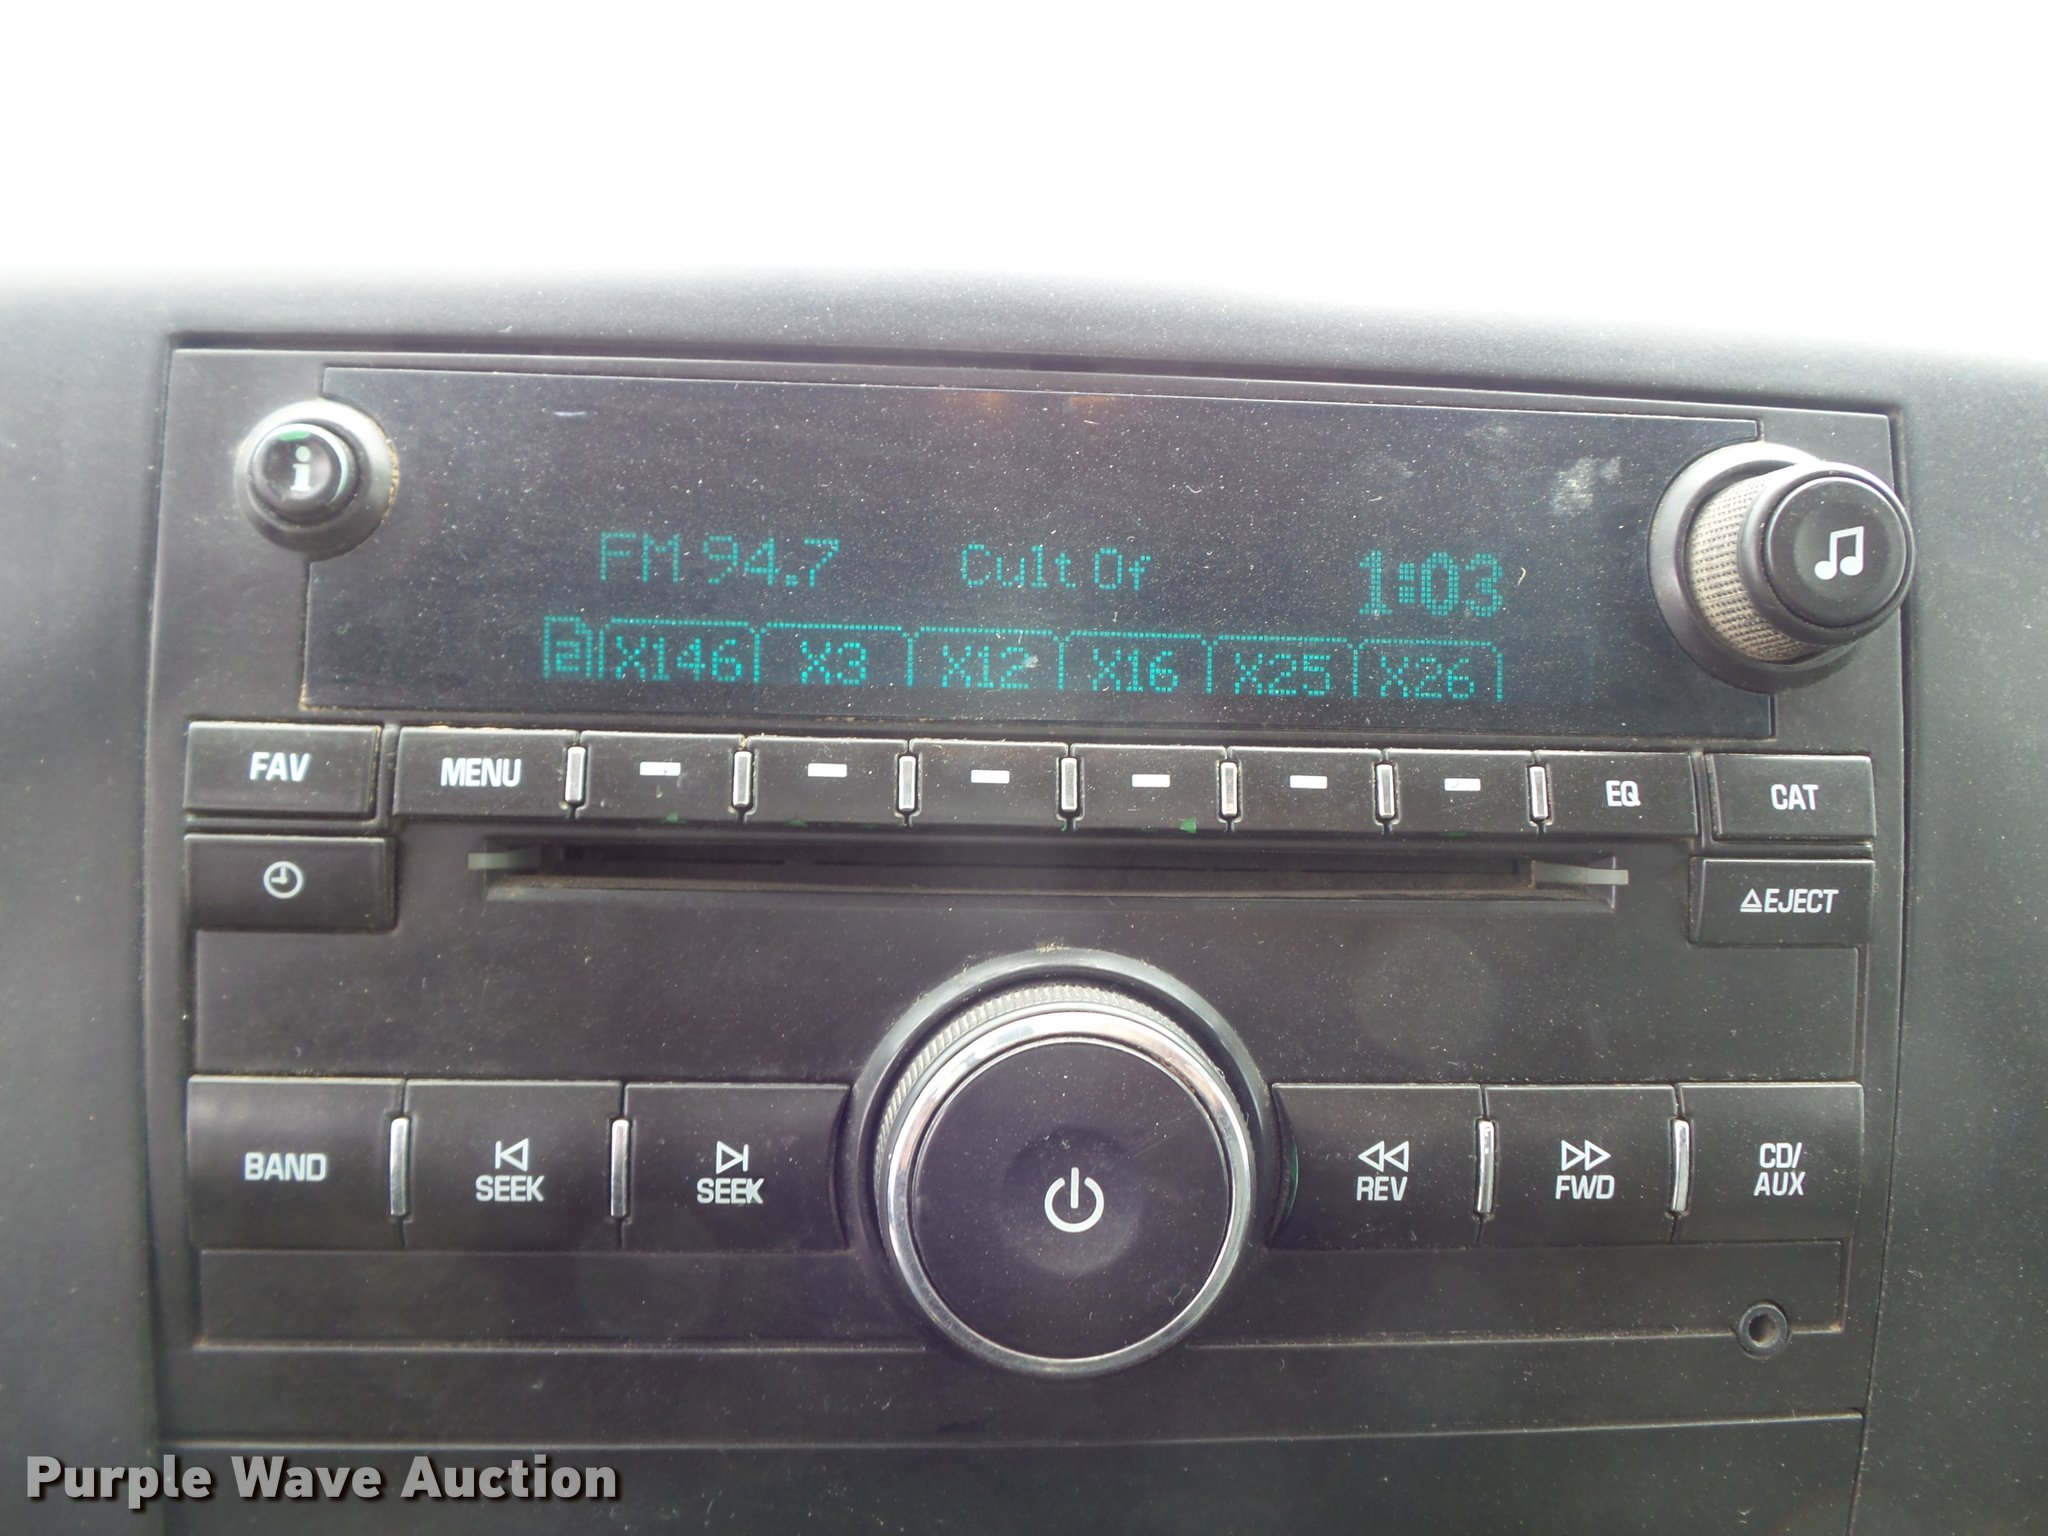 i
FM 94.7 Cult Of 1:03
2 X146 X3 X12 X16 X25 X26
FAV MENU EQ CAT
EJECT
BAND SEEK SEEK REV FWD CD/
AUX
Purple Wave Auction